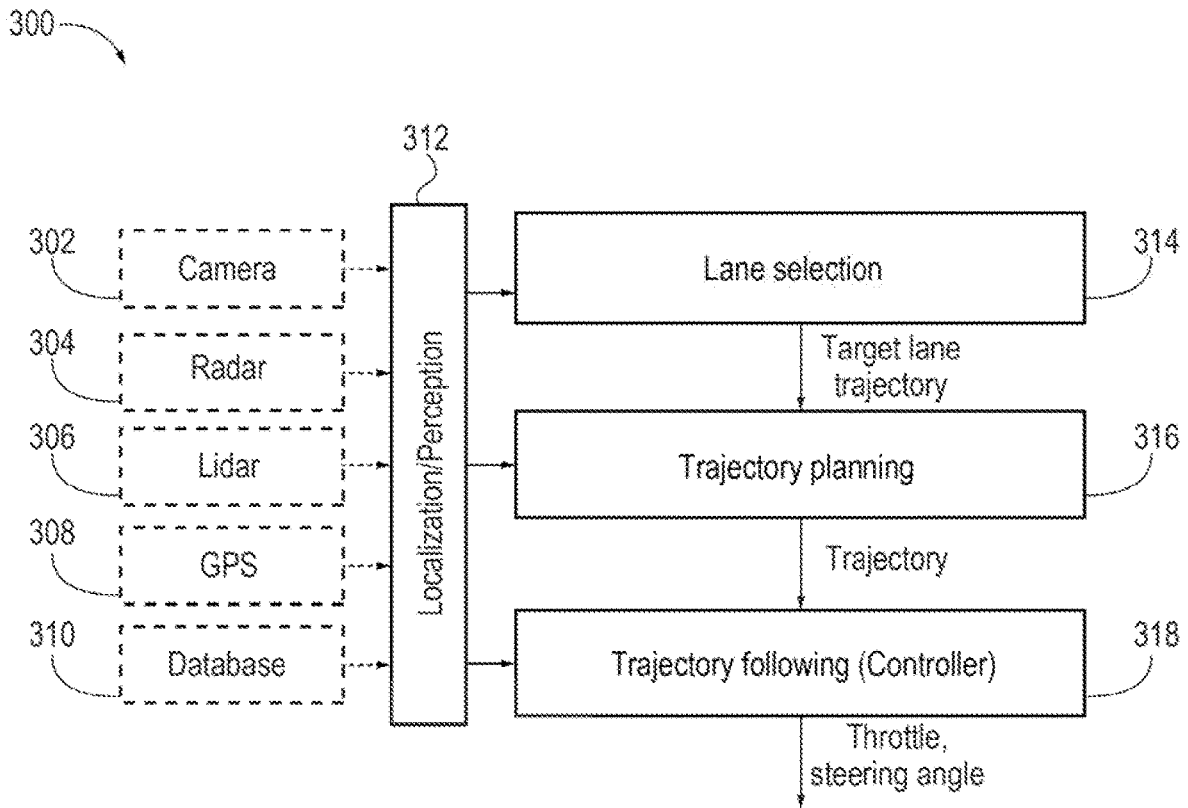 300
312
302
Camera
Lane selection
314
304
Radar
Target lane
trajectory
306
Lidar
Localization/Perception
Trajectory planning
316
308
GPS
Trajectory
310
Database
Trajectory following (Controller)
318
Throttle,
steering angle